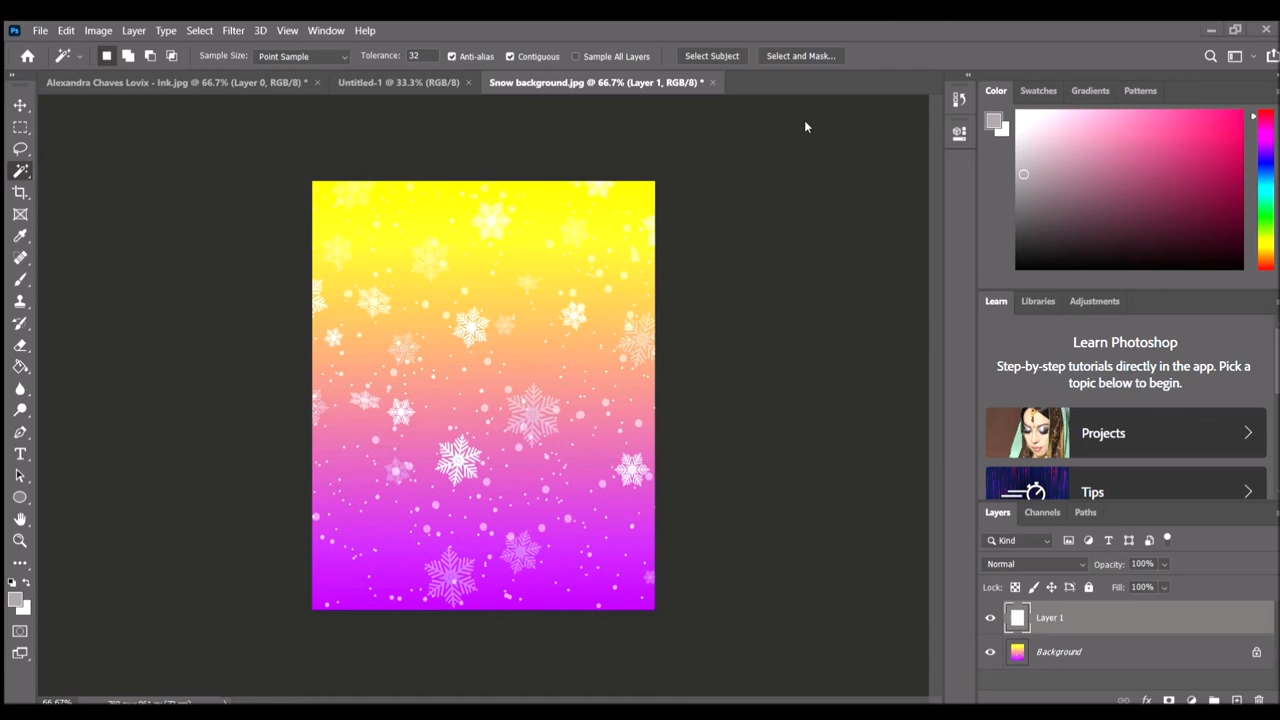 Ps File Edit Image Layer Type Select Filter 3D View Window Help
Sample Size: Point Sample Tolerance: 32 Anti-alias Contiguous Sample All Layers Select Subject Select and Mask...
Alexandra Chaves Lovix - Ink.jpg @ 66.7% (Layer 0, RGB/8) * × Untitled-1 @ 33.3% (RGB/8) × Snow background.jpg @ 66.7% (Layer 1, RGB/8) * ×
Color Swatches Gradients Patterns
Learn Libraries Adjustments
Learn Photoshop
Step-by-step tutorials directly in the app. Pick a
topic below to begin.
Projects
Tips
Layers Channels Paths
Kind
Normal Opacity: 100%
Lock: Fill: 100%
Layer 1
Background
fx